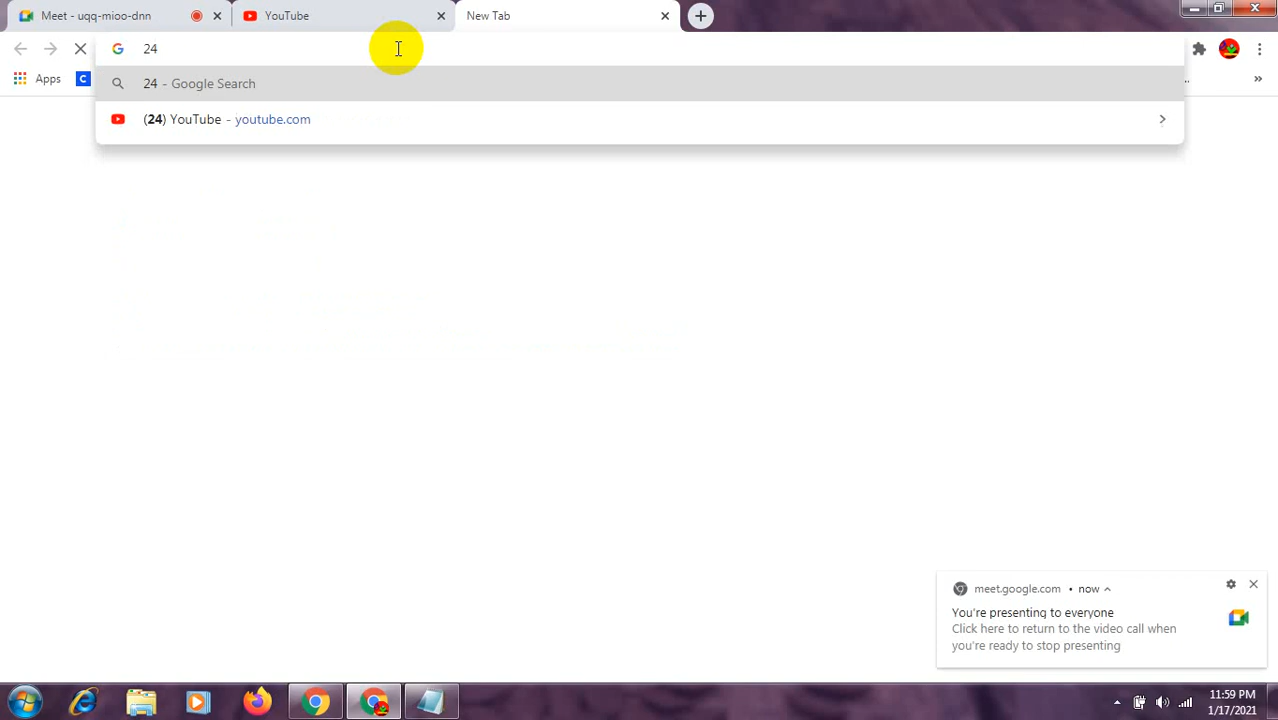 Meet - uqq-mioo-dnn
YouTube
New Tab
24
Apps
C
24 - Google Search
(24) YouTube - youtube.com
meet.google.com • now
You're presenting to everyone
Click here to return to the video call when
you're ready to stop presenting
11:59 PM
1/17/2021